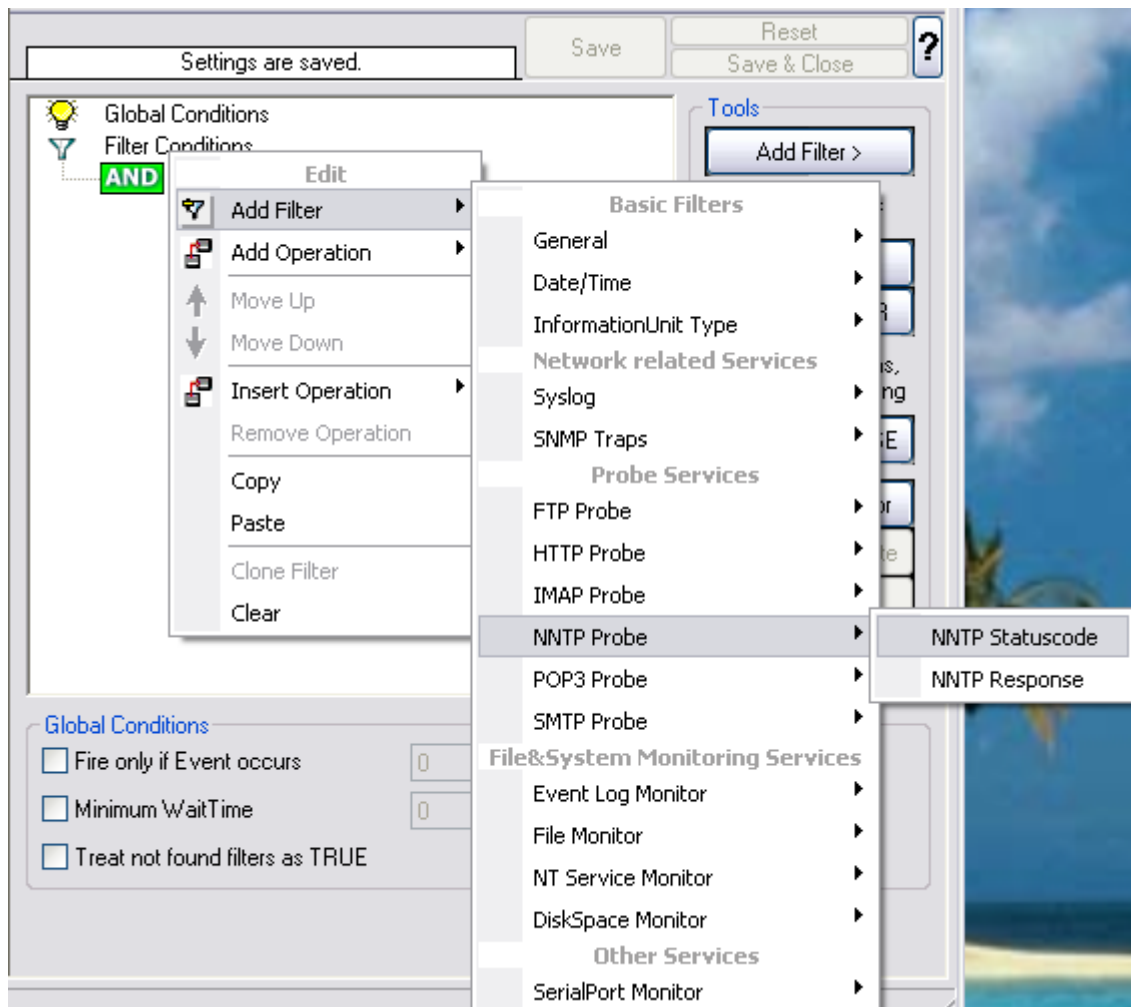 Settings are saved.
Save
Reset
Save & Close
?
Global Conditions
Filter Conditions
AND
Tools
Add Filter >
Edit
Add Filter
Add Operation
Move Up
Move Down
Insert Operation
Remove Operation
Copy
Paste
Clone Filter
Clear
Basic Filters
General
Date/Time
InformationUnit Type
Network related Services
Syslog
SNMP Traps
Probe Services
FTP Probe
HTTP Probe
IMAP Probe
NNTP Probe
POP3 Probe
SMTP Probe
File&System Monitoring Services
Event Log Monitor
File Monitor
NT Service Monitor
DiskSpace Monitor
Other Services
SerialPort Monitor
NNTP Statuscode
NNTP Response
Global Conditions
Fire only if Event occurs
0
Minimum WaitTime
0
Treat not found filters as TRUE